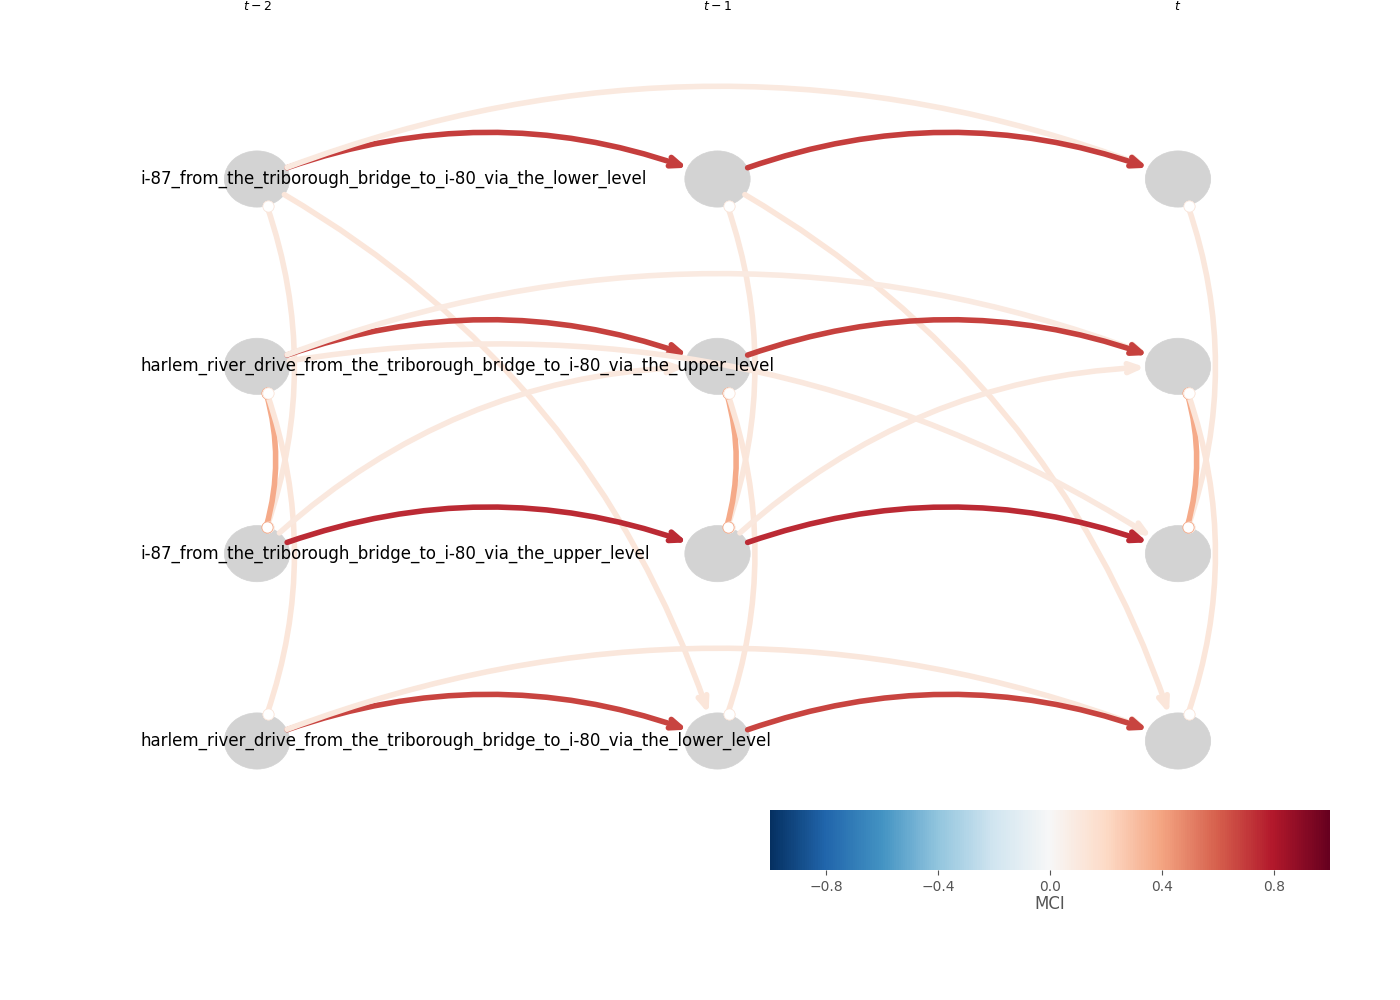 t − 2 t − 1 t
i-87_from_the_triborough_bridge_to_i-80_via_the_lower_level
harlem_river_drive_from_the_triborough_bridge_to_i-80_via_the_upper_level
i-87_from_the_triborough_bridge_to_i-80_via_the_upper_level
harlem_river_drive_from_the_triborough_bridge_to_i-80_via_the_lower_level
−0.8 −0.4 0.0 0.4 0.8
MCI